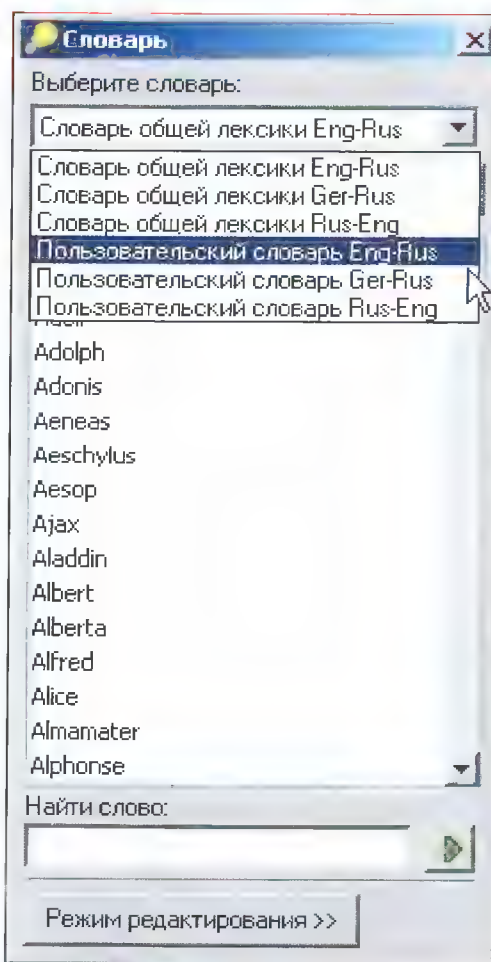 Словарь
Выберите словарь:
Словарь общей лексики Eng-Rus
Словарь общей лексики Eng-Rus
Словарь общей лексики Ger-Rus
Словарь общей лексики Rus-Eng
Пользовательский словарь Eng-Rus
Пользовательский словарь Ger-Rus
Пользовательский словарь Rus-Eng
Adolph
Adonis
Aeneas
Aeschylus
Aesop
Ajax
Aladdin
Albert
Alberta
Alfred
Alice
Almamater
Alphonse
Найти слово:
Режим редактирования >>